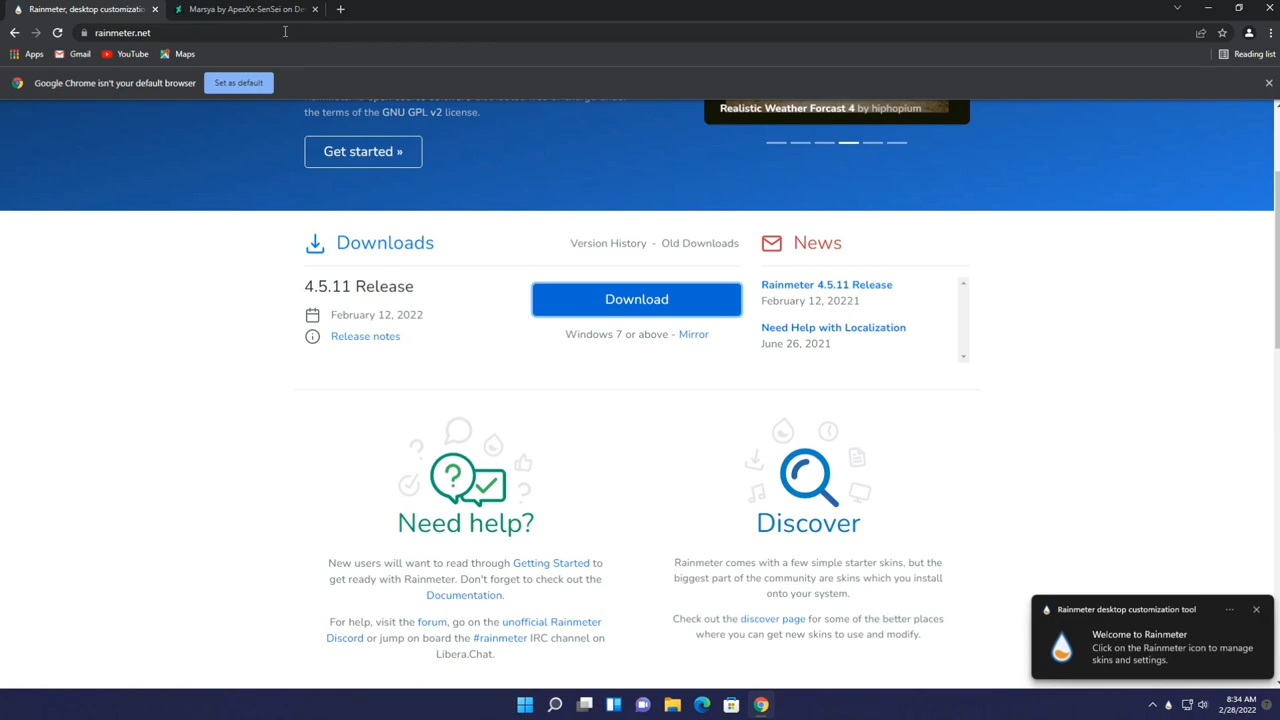 Rainmeter, desktop customizatio
Marsya by ApexXx-SenSei on De
rainmeter.net
Apps Gmail YouTube Maps
Reading list
Google Chrome isn't your default browser Set as default
the terms of the GNU GPL v2 license.
Realistic Weather Forcast 4 by hiphopium
Get started »
Downloads
Version History - Old Downloads
4.5.11 Release
Download
February 12, 2022
Windows 7 or above - Mirror
Release notes
News
Rainmeter 4.5.11 Release
February 12, 20221
Need Help with Localization
June 26, 2021
Need help?
New users will want to read through Getting Started to
get ready with Rainmeter. Don't forget to check out the
Documentation.
For help, visit the forum, go on the unofficial Rainmeter
Discord or jump on board the #rainmeter IRC channel on
Libera.Chat.
Discover
Rainmeter comes with a few simple starter skins, but the
biggest part of the community are skins which you install
onto your system.
Check out the discover page for some of the better places
where you can get new skins to use and modify.
Rainmeter desktop customization tool
Welcome to Rainmeter
Click on the Rainmeter icon to manage
skins and settings.
8:34 AM
2/28/2022